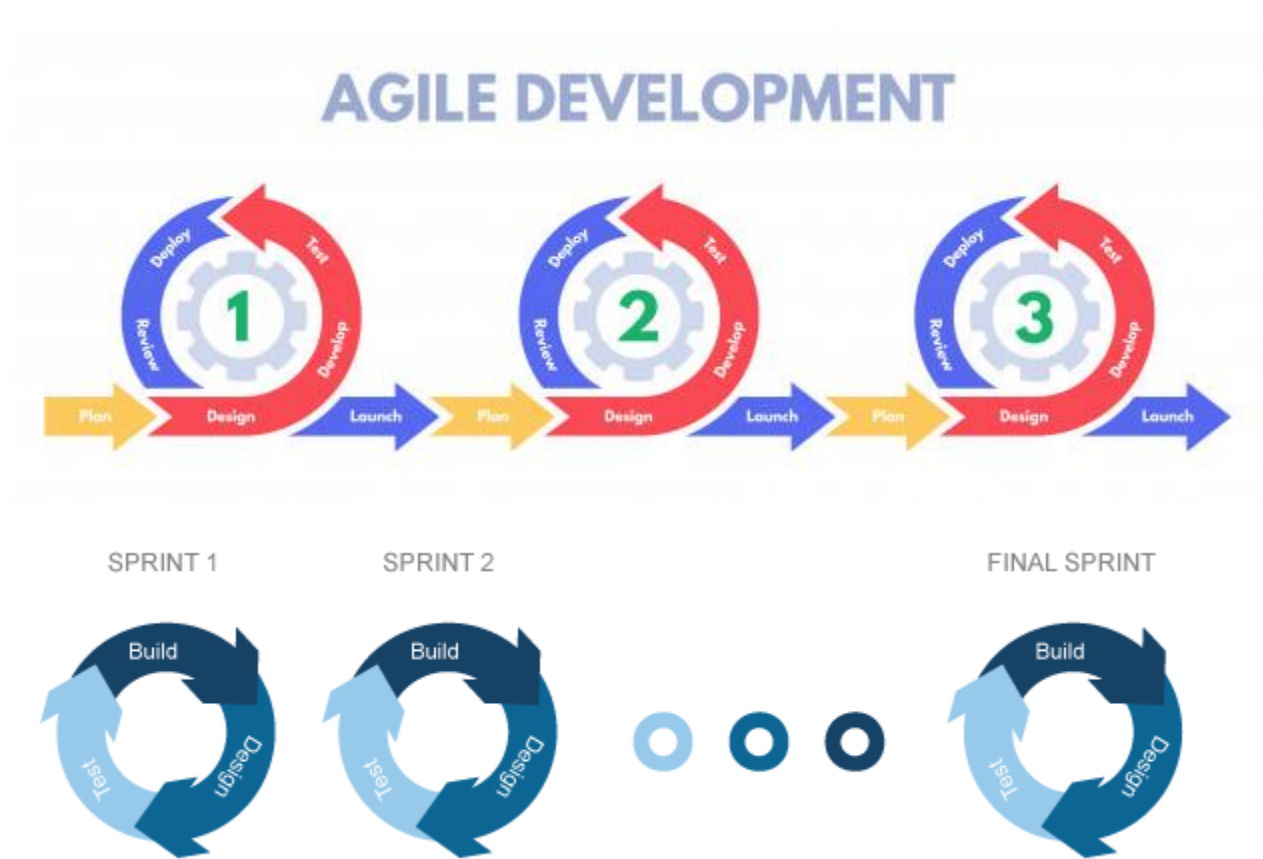 AGILE DEVELOPMENT
Deploy
Test
Review
1
Develop
Plan
Design
Launch
Deploy
Test
Review
2
Develop
Plan
Design
Launch
Deploy
Test
Review
3
Develop
Plan
Design
Launch
SPRINT 1
SPRINT 2
FINAL SPRINT
Build
Design
Test
Build
Design
Test
Build
Design
Test